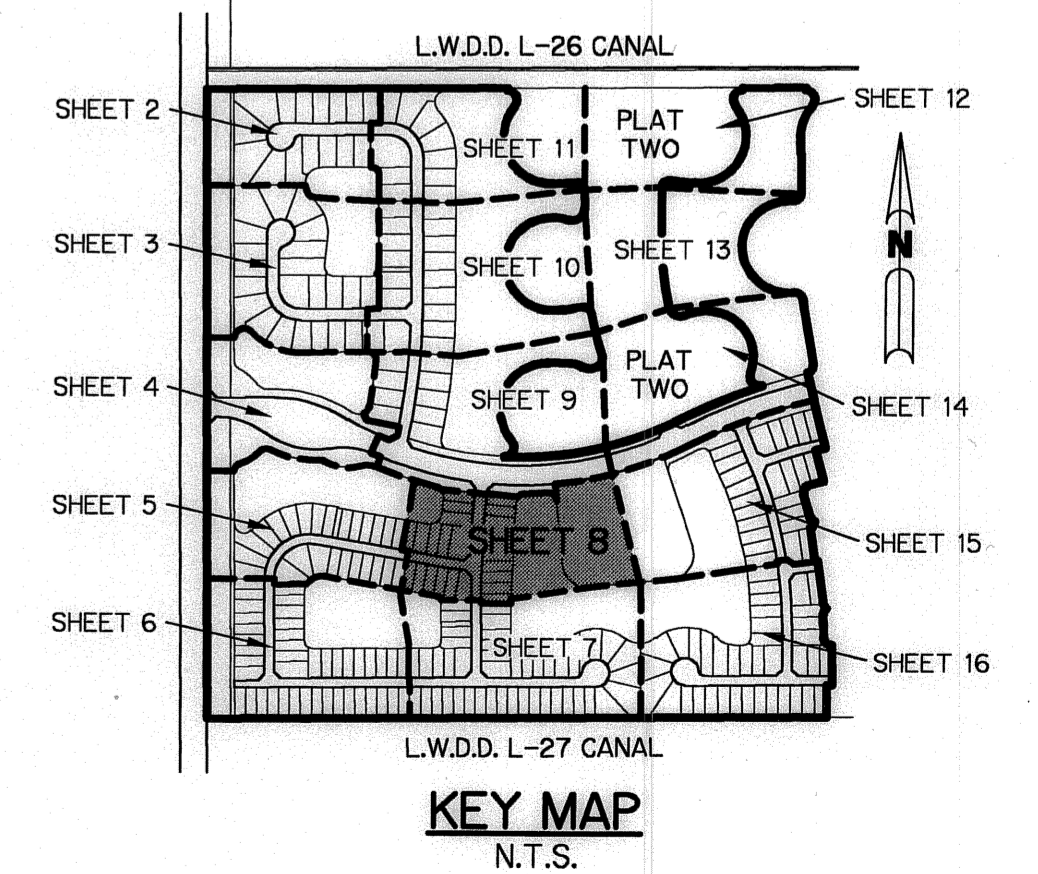 L.W.D.D. L-26 CANAL
SHEET 2
SHEET 12
SHEET 11
PLAT
TWO
SHEET 3
SHEET 13
SHEET 10
N
SHEET 4
PLAT
TWO
SHEET 9
SHEET 14
SHEET 5
SHEET 8
SHEET 15
SHEET 6
SHEET 7
SHEET 16
L.W.D.D. L-27 CANAL
KEY MAP
N.T.S.